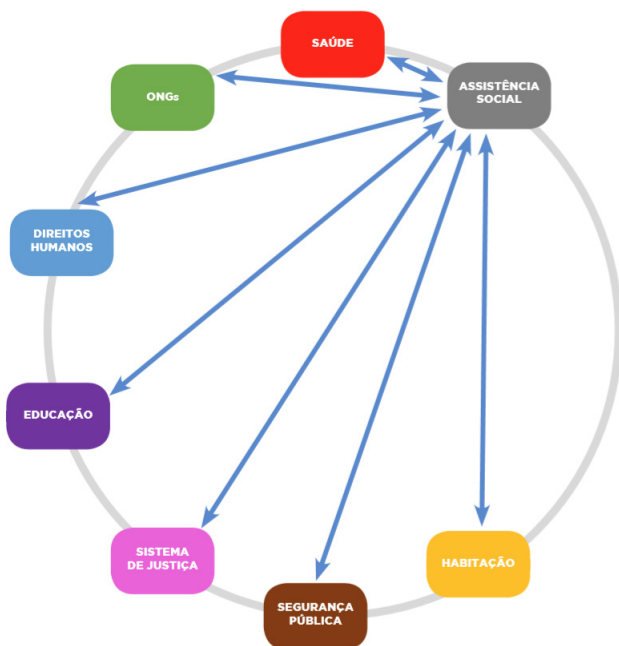 SAÚDE
ASSISTÊNCIA
SOCIAL
ONGs
DIREITOS
HUMANOS
EDUCAÇÃO
SISTEMA
DE JUSTIÇA
HABITAÇÃO
SEGURANÇA
PÚBLICA